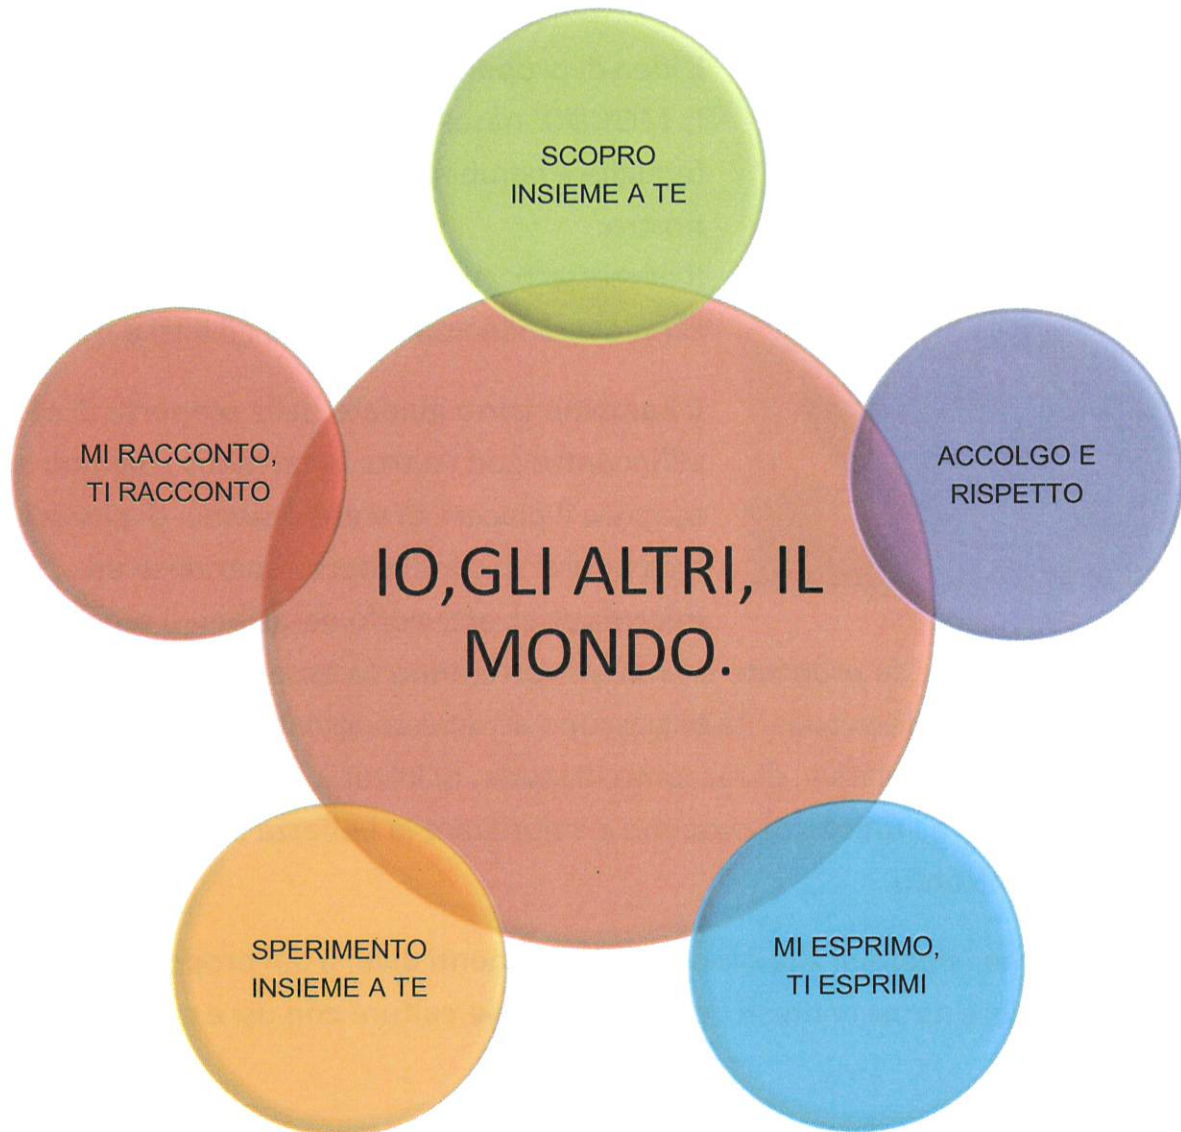 SCOPRO
INSIEME A TE
MI RACCONTO,
TI RACCONTO
ACCOLGO E
RISPETTO
IO,GLI ALTRI, IL
MONDO.
SPERIMENTO
INSIEME A TE
MI ESPRIMO,
TI ESPRIMI